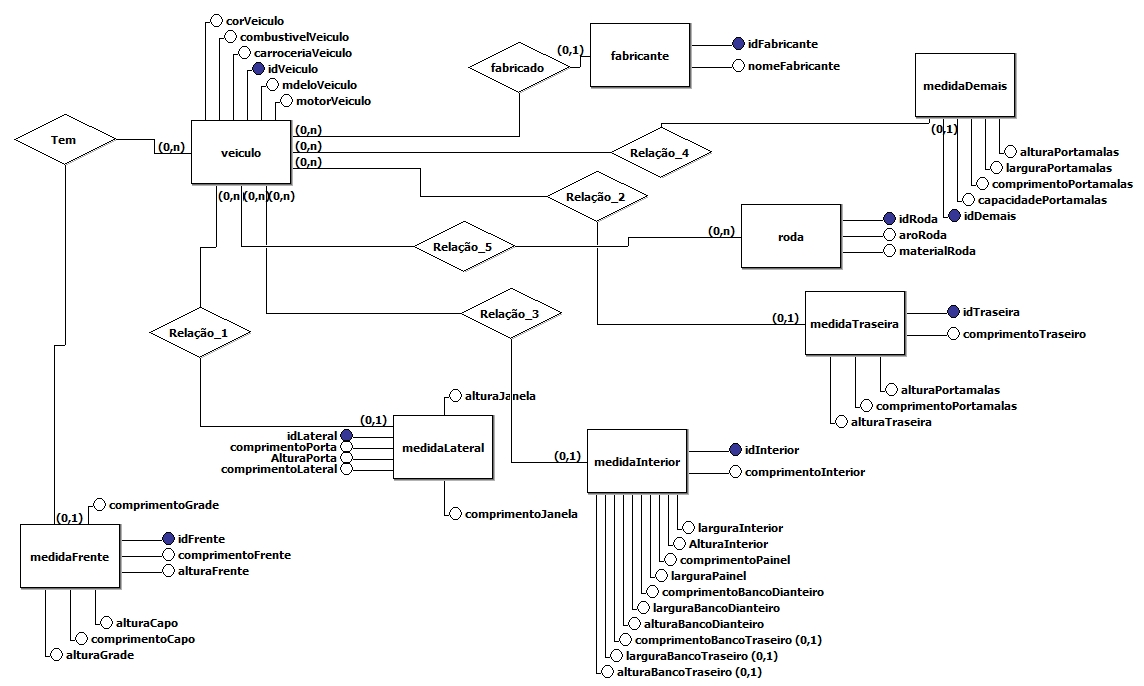 corVeiculo
combustivelVeiculo
carroceriaVeiculo
idVeiculo
mdeloVeiculo
motorVeiculo
Tem
(0,n)
veiculo
(0,n)
(0,n)
(0,n)
(0,n
(0,n
(0,n)
fabricado
(0,1)
fabricante
idFabricante
nomeFabricante
medidaDemais
(0,1)
alturaPortamalas
larguraPortamalas
comprimentoPortamalas
capacidadePortamalas
idDemais
Relação_4
Relação_2
Relação_5
(0,n)
roda
idRoda
aroRoda
materialRoda
Relação_3
Relação_1
(0,1)
medidaTraseira
idTraseira
comprimentoTraseiro
alturaPortamalas
comprimentoPortamalas
alturaTraseira
alturaJanela
(0,1)
medidaLateral
idLateral
comprimentoPorta
AlturaPorta
comprimentoLateral
comprimentoJanela
(0,1)
medidaInterior
idInterior
comprimentoInterior
larguraInterior
AlturaInterior
comprimentoPainel
larguraPainel
comprimentoBancoDianteiro
larguraBancoDianteiro
alturaBancoDianteiro
comprimentoBancoTraseiro (0,1)
larguraBancoTraseiro (0,1)
alturaBancoTraseiro (0,1)
comprimentoGrade
(0,1)
medidaFrente
idFrente
comprimentoFrente
alturaFrente
alturaCapo
comprimentoCapo
alturaGrade